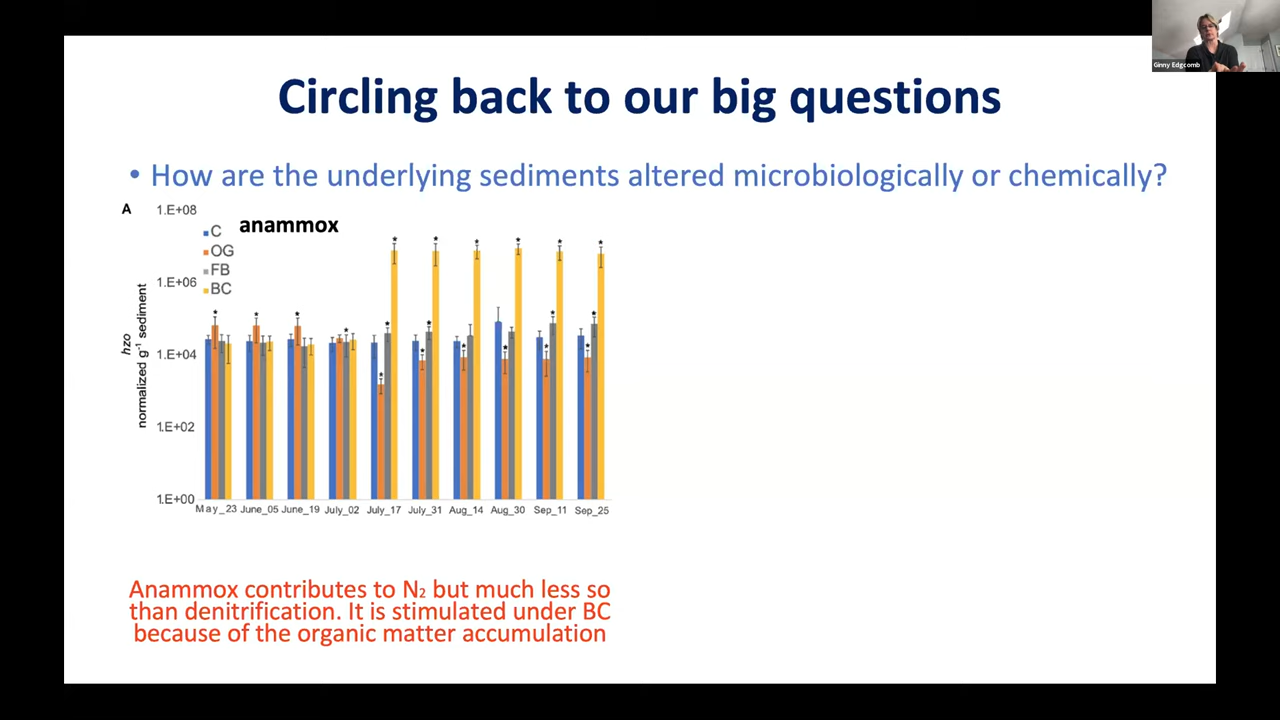 Ginny Edgcomb
Circling back to our big questions
• How are the underlying sediments altered microbiologically or chemically?
A
anammox
C
OG
FB
BC
1.E+08
1.E+06
1.E+04
1.E+02
1.E+00
hzo
normalized g⁻¹ sediment
May_23 June_05 June_19 July_02 July_17 July_31 Aug_14 Aug_30 Sep_11 Sep_25
Anammox contributes to N₂ but much less so
than denitrification. It is stimulated under BC
because of the organic matter accumulation